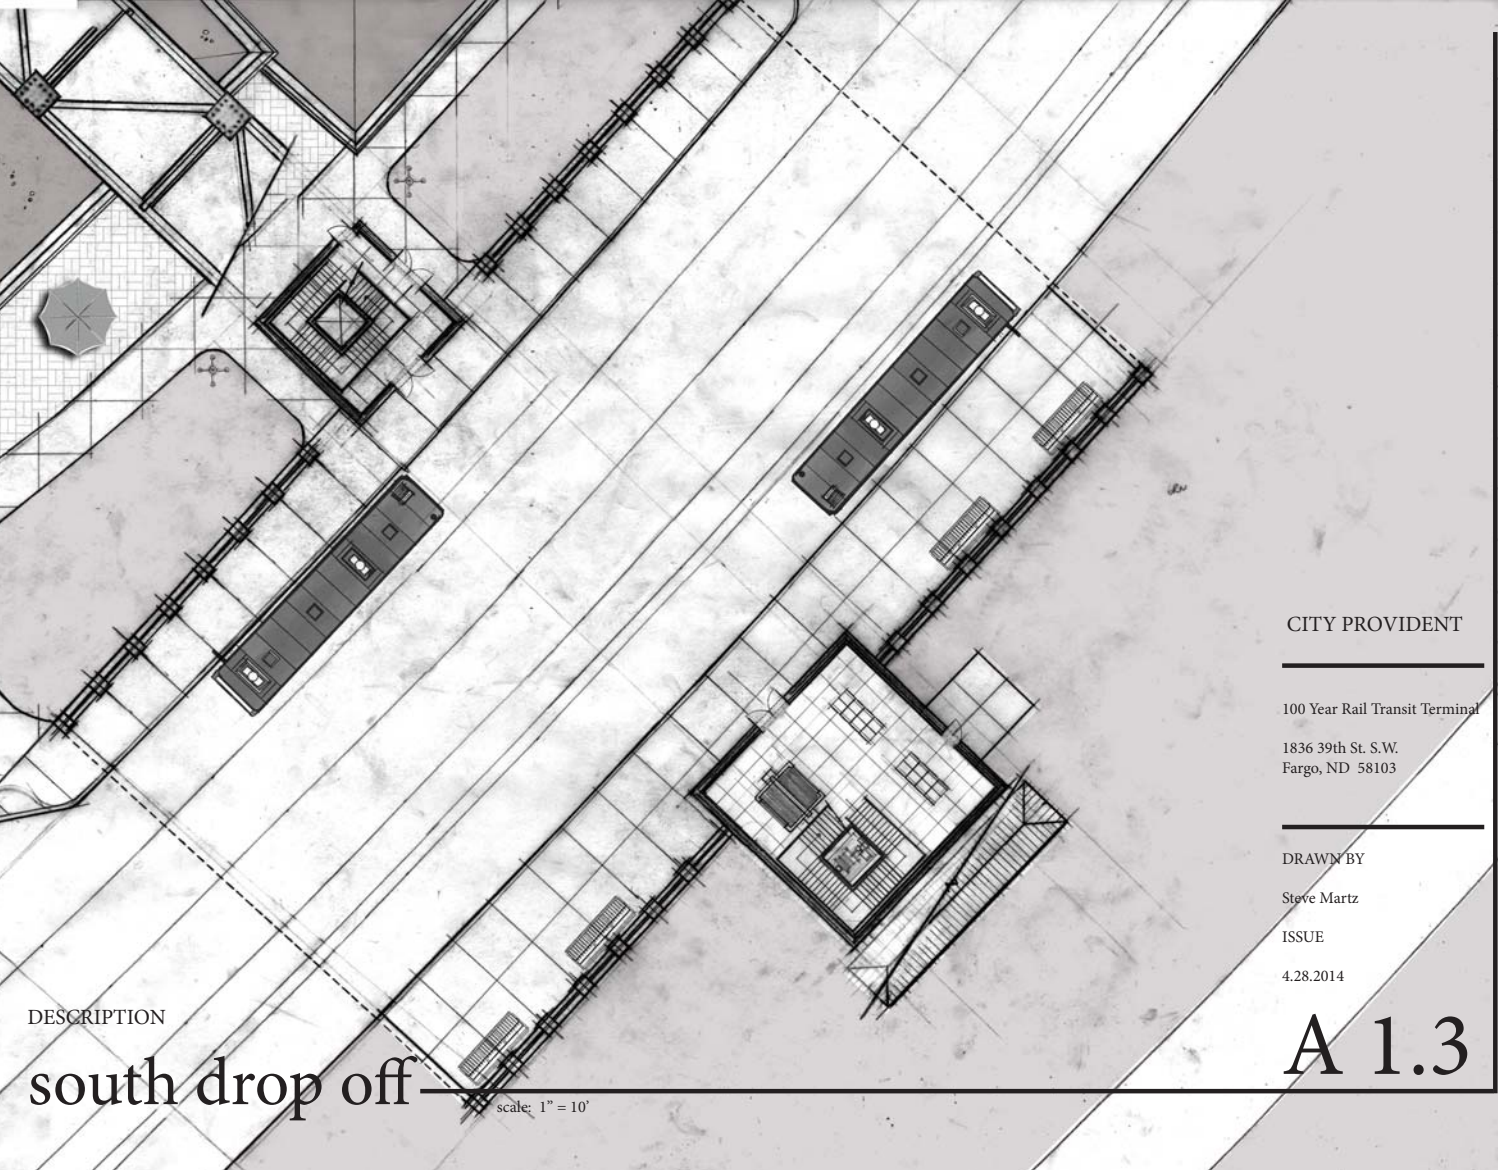 CITY PROVIDENT
100 Year Rail Transit Terminal
1836 39th St. S.W.
Fargo, ND  58103
DRAWN BY
Steve Martz
ISSUE
4.28.2014
A 1.3
DESCRIPTION
south drop off
scale:  1” = 10’